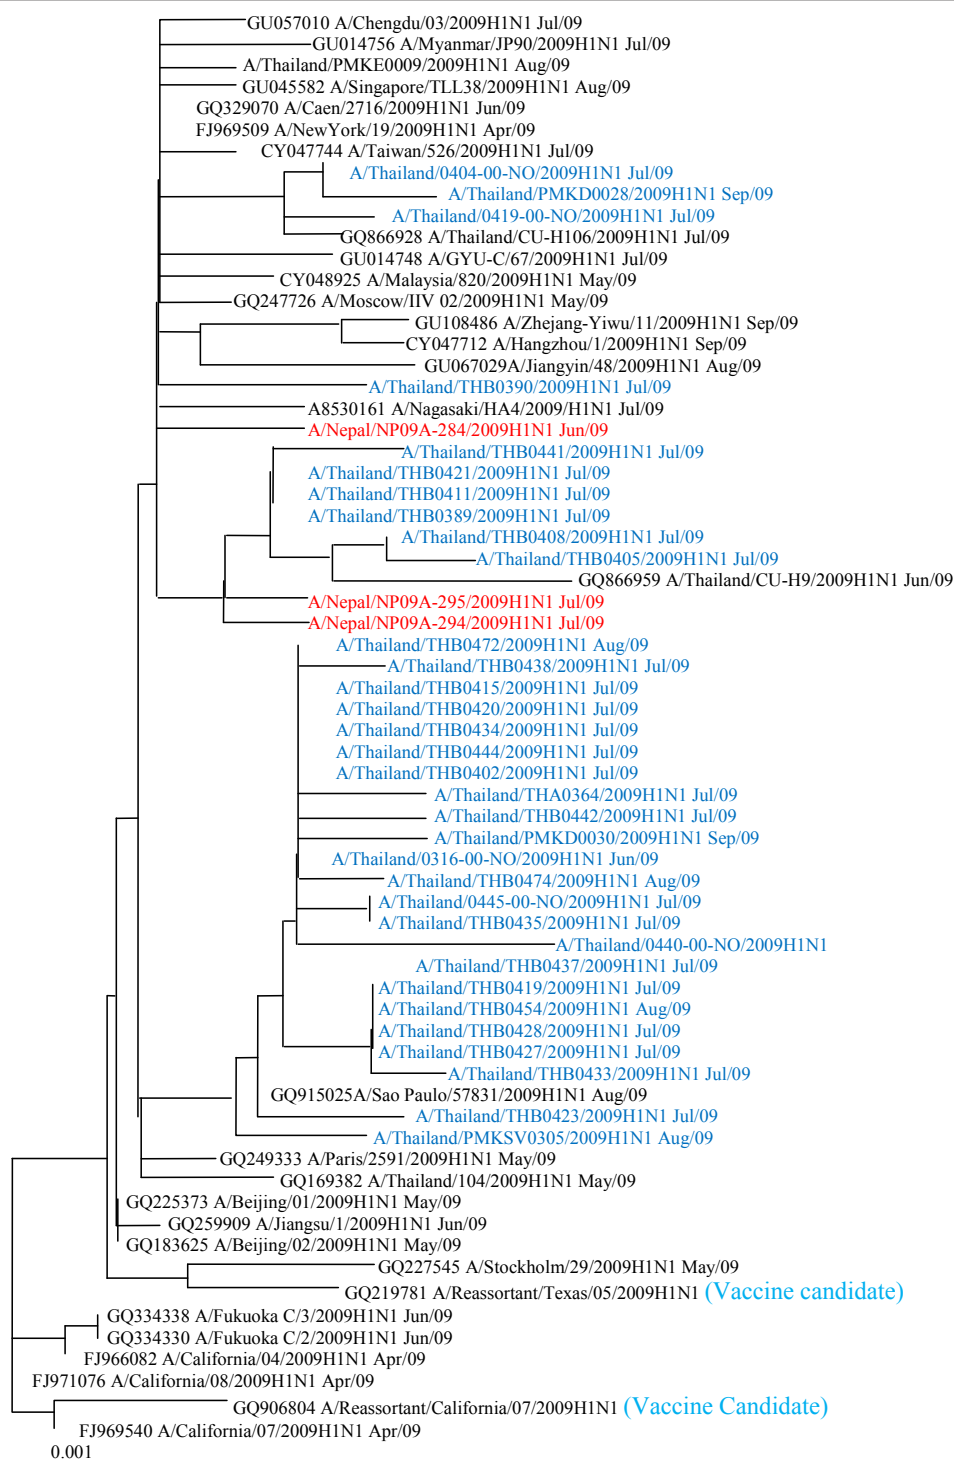 GU057010 A/Chengdu/03/2009H1N1 Jul/09
GU014756 A/Myanmar/JP90/2009H1N1 Jul/09
A/Thailand/PMKE0009/2009H1N1 Aug/09
GU045582 A/Singapore/TLL38/2009H1N1 Aug/09
GQ329070 A/Caen/2716/2009H1N1 Jun/09
FJ969509 A/NewYork/19/2009H1N1 Apr/09
CY047744 A/Taiwan/526/2009H1N1 Jul/09
A/Thailand/0404-00-NO/2009H1N1 Jul/09
A/Thailand/PMKD0028/2009H1N1 Sep/09
A/Thailand/0419-00-NO/2009H1N1 Jul/09
GQ866928 A/Thailand/CU-H106/2009H1N1 Jul/09
GU014748 A/GYU-C/67/2009H1N1 Jul/09
CY048925 A/Malaysia/820/2009H1N1 May/09
GQ247726 A/Moscow/IIV 02/2009H1N1 May/09
GU108486 A/Zhejang-Yiwu/11/2009H1N1 Sep/09
CY047712 A/Hangzhou/1/2009H1N1 Sep/09
GU067029A/Jiangyin/48/2009H1N1 Aug/09
A/Thailand/THB0390/2009H1N1 Jul/09
A8530161 A/Nagasaki/HA4/2009/H1N1 Jul/09
A/Nepal/NP09A-284/2009H1N1 Jun/09
A/Thailand/THB0441/2009H1N1 Jul/09
A/Thailand/THB0421/2009H1N1 Jul/09
A/Thailand/THB0411/2009H1N1 Jul/09
A/Thailand/THB0389/2009H1N1 Jul/09
A/Thailand/THB0408/2009H1N1 Jul/09
A/Thailand/THB0405/2009H1N1 Jul/09
GQ866959 A/Thailand/CU-H9/2009H1N1 Jun/09
A/Nepal/NP09A-295/2009H1N1 Jul/09
A/Nepal/NP09A-294/2009H1N1 Jul/09
A/Thailand/THB0472/2009H1N1 Aug/09
A/Thailand/THB0438/2009H1N1 Jul/09
A/Thailand/THB0415/2009H1N1 Jul/09
A/Thailand/THB0420/2009H1N1 Jul/09
A/Thailand/THB0434/2009H1N1 Jul/09
A/Thailand/THB0444/2009H1N1 Jul/09
A/Thailand/THB0402/2009H1N1 Jul/09
A/Thailand/THA0364/2009H1N1 Jul/09
A/Thailand/THB0442/2009H1N1 Jul/09
A/Thailand/PMKD0030/2009H1N1 Sep/09
A/Thailand/0316-00-NO/2009H1N1 Jun/09
A/Thailand/THB0474/2009H1N1 Aug/09
A/Thailand/0445-00-NO/2009H1N1 Jul/09
A/Thailand/THB0435/2009H1N1 Jul/09
A/Thailand/0440-00-NO/2009H1N1
A/Thailand/THB0437/2009H1N1 Jul/09
A/Thailand/THB0419/2009H1N1 Jul/09
A/Thailand/THB0454/2009H1N1 Aug/09
A/Thailand/THB0428/2009H1N1 Jul/09
A/Thailand/THB0427/2009H1N1 Jul/09
A/Thailand/THB0433/2009H1N1 Jul/09
GQ915025A/Sao Paulo/57831/2009H1N1 Aug/09
A/Thailand/THB0423/2009H1N1 Jul/09
A/Thailand/PMKSV0305/2009H1N1 Aug/09
GQ249333 A/Paris/2591/2009H1N1 May/09
GQ169382 A/Thailand/104/2009H1N1 May/09
GQ225373 A/Beijing/01/2009H1N1 May/09
GQ259909 A/Jiangsu/1/2009H1N1 Jun/09
GQ183625 A/Beijing/02/2009H1N1 May/09
GQ227545 A/Stockholm/29/2009H1N1 May/09
GQ219781 A/Reassortant/Texas/05/2009H1N1 (Vaccine candidate)
GQ334338 A/Fukuoka C/3/2009H1N1 Jun/09
GQ334330 A/Fukuoka C/2/2009H1N1 Jun/09
FJ966082 A/California/04/2009H1N1 Apr/09
FJ971076 A/California/08/2009H1N1 Apr/09
GQ906804 A/Reassortant/California/07/2009H1N1 (Vaccine Candidate)
FJ969540 A/California/07/2009H1N1 Apr/09
0.001